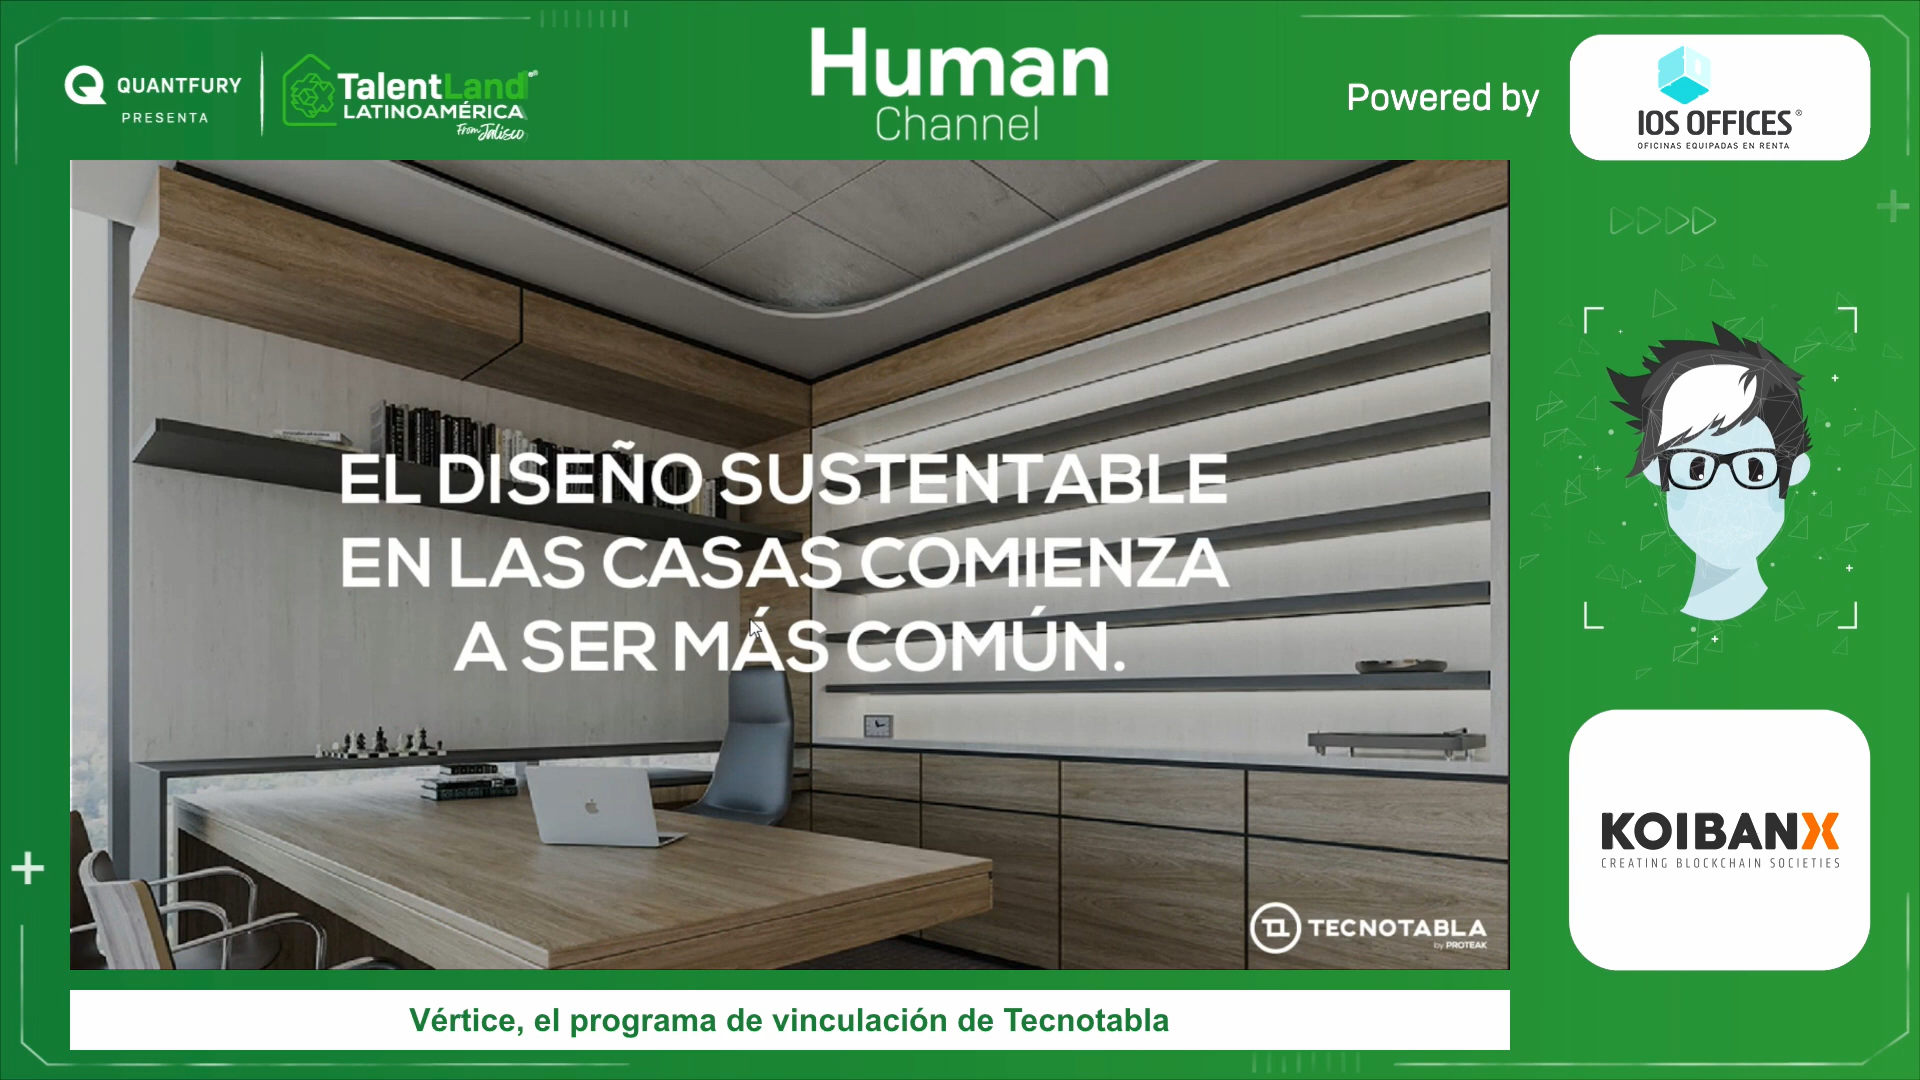 QUANTFURY
PRESENTA
TalentLand
LATINOAMÉRICA
From Jalisco
Human
Channel
Powered by
IOS OFFICES®
OFICINAS EQUIPADAS EN RENTA
EL DISEÑO SUSTENTABLE
EN LAS CASAS COMIENZA
A SER MÁS COMÚN.
TECNOTABLA
by PROTEAK
KOIBANX
CREATING BLOCKCHAIN SOCIETIES
Vértice, el programa de vinculación de Tecnotabla